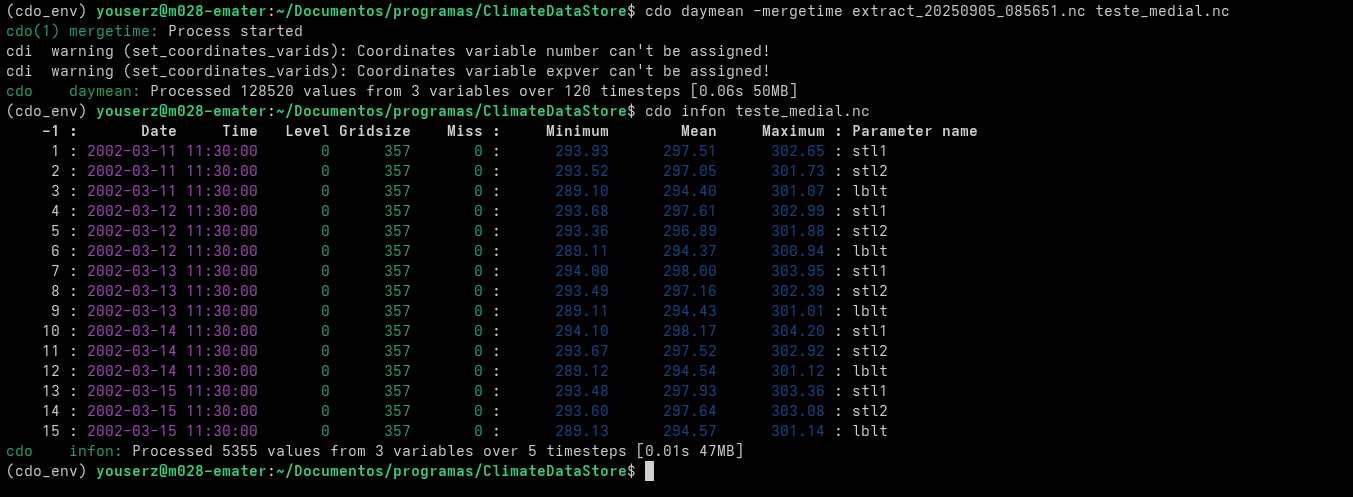 (cdo_env) youserz@m028-emater:~/Documentos/programas/ClimateDataStore$ cdo daymean -mergetime extract_20250905_085651.nc teste_medial.nc
cdo(1) mergetime: Process started
cdi  warning (set_coordinates_varids): Coordinates variable number can't be assigned!
cdi  warning (set_coordinates_varids): Coordinates variable expver can't be assigned!
cdo    daymean: Processed 128520 values from 3 variables over 120 timesteps [0.06s 50MB]
(cdo_env) youserz@m028-emater:~/Documentos/programas/ClimateDataStore$ cdo infon teste_medial.nc
    -1 :       Date     Time   Level Gridsize    Miss :     Minimum        Mean     Maximum : Parameter name
     1 : 2002-03-11 11:30:00       0      357       0 :      293.93      297.51      302.65 : stl1
     2 : 2002-03-11 11:30:00       0      357       0 :      293.52      297.05      301.73 : stl2
     3 : 2002-03-11 11:30:00       0      357       0 :      289.10      294.40      301.07 : lblt
     4 : 2002-03-12 11:30:00       0      357       0 :      293.68      297.61      302.99 : stl1
     5 : 2002-03-12 11:30:00       0      357       0 :      293.36      296.89      301.88 : stl2
     6 : 2002-03-12 11:30:00       0      357       0 :      289.11      294.37      300.94 : lblt
     7 : 2002-03-13 11:30:00       0      357       0 :      294.00      298.00      303.95 : stl1
     8 : 2002-03-13 11:30:00       0      357       0 :      293.49      297.16      302.39 : stl2
     9 : 2002-03-13 11:30:00       0      357       0 :      289.11      294.43      301.01 : lblt
    10 : 2002-03-14 11:30:00       0      357       0 :      294.10      298.17      304.20 : stl1
    11 : 2002-03-14 11:30:00       0      357       0 :      293.67      297.52      302.92 : stl2
    12 : 2002-03-14 11:30:00       0      357       0 :      289.12      294.54      301.12 : lblt
    13 : 2002-03-15 11:30:00       0      357       0 :      293.48      297.93      303.36 : stl1
    14 : 2002-03-15 11:30:00       0      357       0 :      293.60      297.64      303.08 : stl2
    15 : 2002-03-15 11:30:00       0      357       0 :      289.13      294.57      301.14 : lblt
cdo    infon: Processed 5355 values from 3 variables over 5 timesteps [0.01s 47MB]
(cdo_env) youserz@m028-emater:~/Documentos/programas/ClimateDataStore$